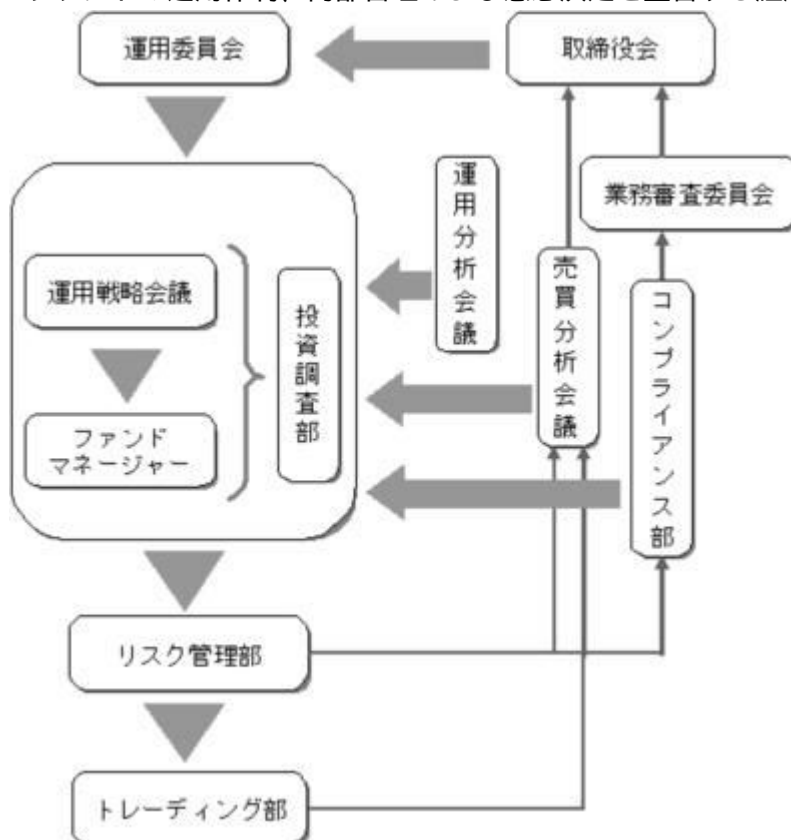 運用委員会
取締役会
業務審査委員会
運用分析会議
売買分析会議
コンプライアンス部
運用戦略会議
投資調査部
ファンド
マネージャー
リスク管理部
トレーディング部